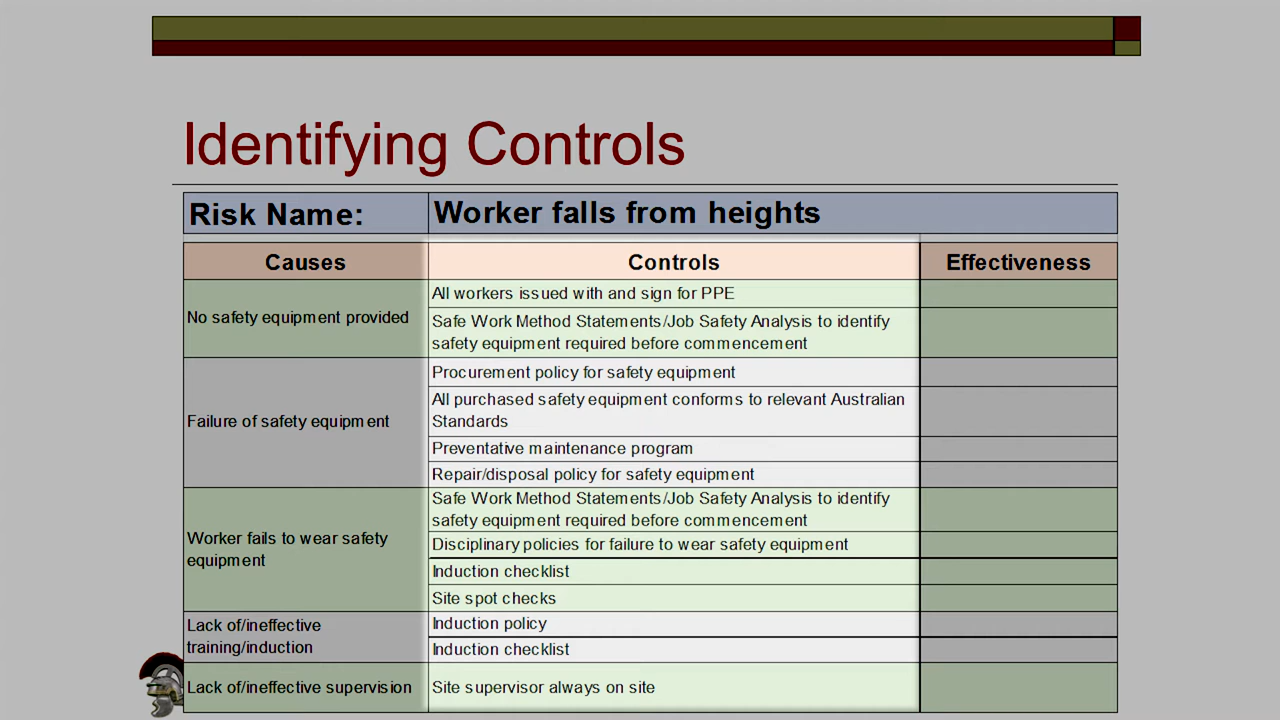 Identifying Controls
Risk Name: Worker falls from heights
Causes Controls Effectiveness
No safety equipment provided
All workers issued with and sign for PPE
Safe Work Method Statements/Job Safety Analysis to identify
safety equipment required before commencement
Failure of safety equipment
Procurement policy for safety equipment
All purchased safety equipment conforms to relevant Australian
Standards
Preventative maintenance program
Repair/disposal policy for safety equipment
Worker fails to wear safety
equipment
Safe Work Method Statements/Job Safety Analysis to identify
safety equipment required before commencement
Disciplinary policies for failure to wear safety equipment
Induction checklist
Site spot checks
Lack of/ineffective
training/induction
Induction policy
Induction checklist
Lack of/ineffective supervision
Site supervisor always on site